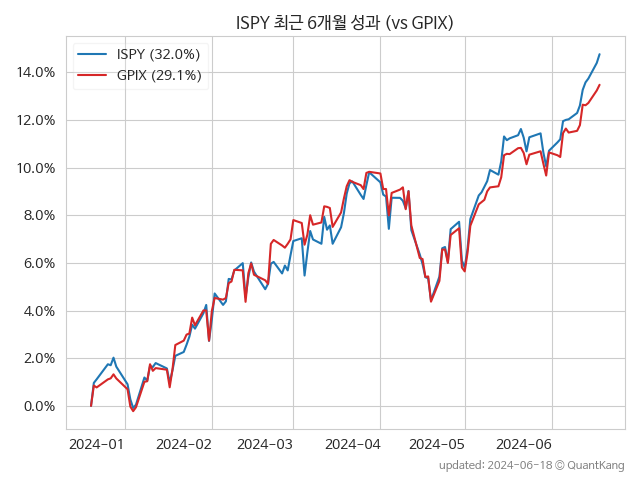 ISPY 최근 6개월 성과 (vs GPIX)
ISPY (32.0%)
GPIX (29.1%)
14.0%
12.0%
10.0%
8.0%
6.0%
4.0%
2.0%
0.0%
2024-01 2024-02 2024-03 2024-04 2024-05 2024-06
updated: 2024-06-18 © QuantKang